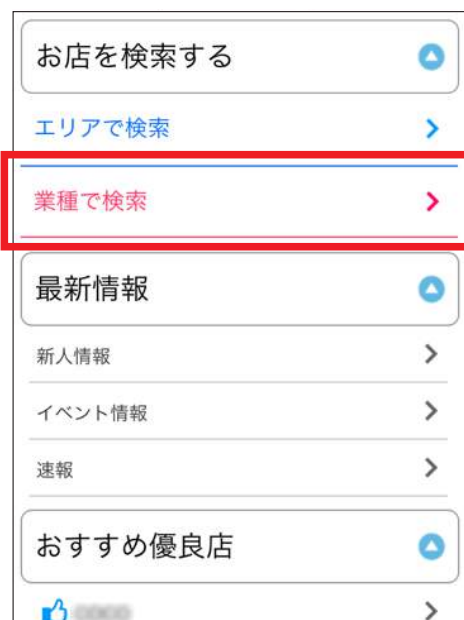 お店を検索する
エリアで検索
業種で検索
最新情報
新人情報
イベント情報
速報
おすすめ優良店